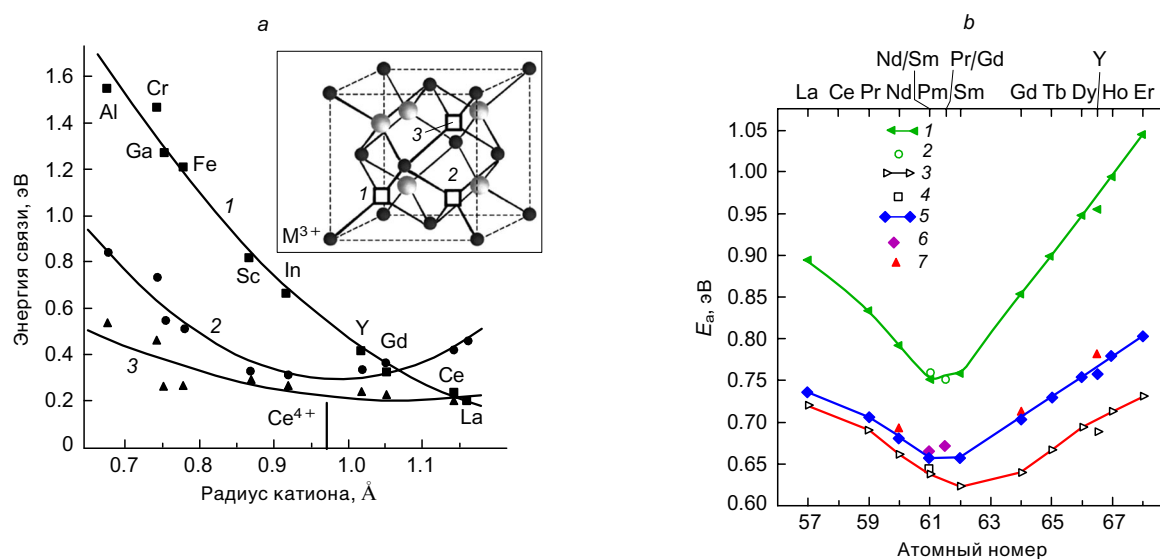 a
Энергия связи, эВ
1.6
1.4
1.2
1.0
0.8
0.6
0.4
0.2
0
Al
Cr
Ga
Fe
1
Sc
In
Y
Gd
Ce
La
2
3
Ce4+
M3+
1
2
3
0.7 0.8 0.9 1.0 1.1
Радиус катиона, Å
b
Nd/Sm Pr/Gd Y
La Ce Pr Nd Pm Sm Gd Tb Dy Ho Er
Ea, эВ
1.05
1.00
0.95
0.90
0.85
0.80
0.75
0.70
0.65
0.60
1
2
3
4
5
6
7
57 59 61 63 65 67
Атомный номер